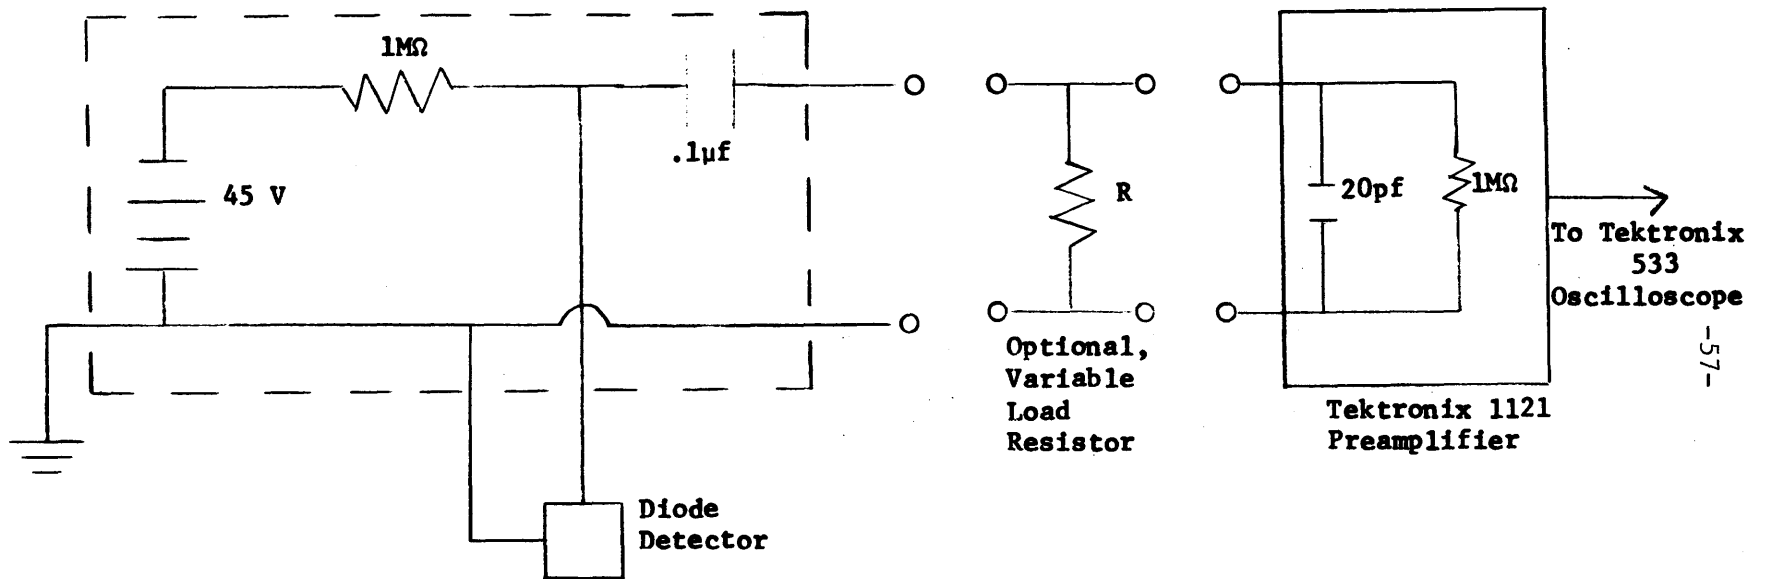 1MΩ
.1µf
45 V
R
20pf
1MΩ
To Tektronix
533
Oscilloscope
Optional,
Variable
Load
Resistor
Tektronix 1121
Preamplifier
Diode
Detector
-57-